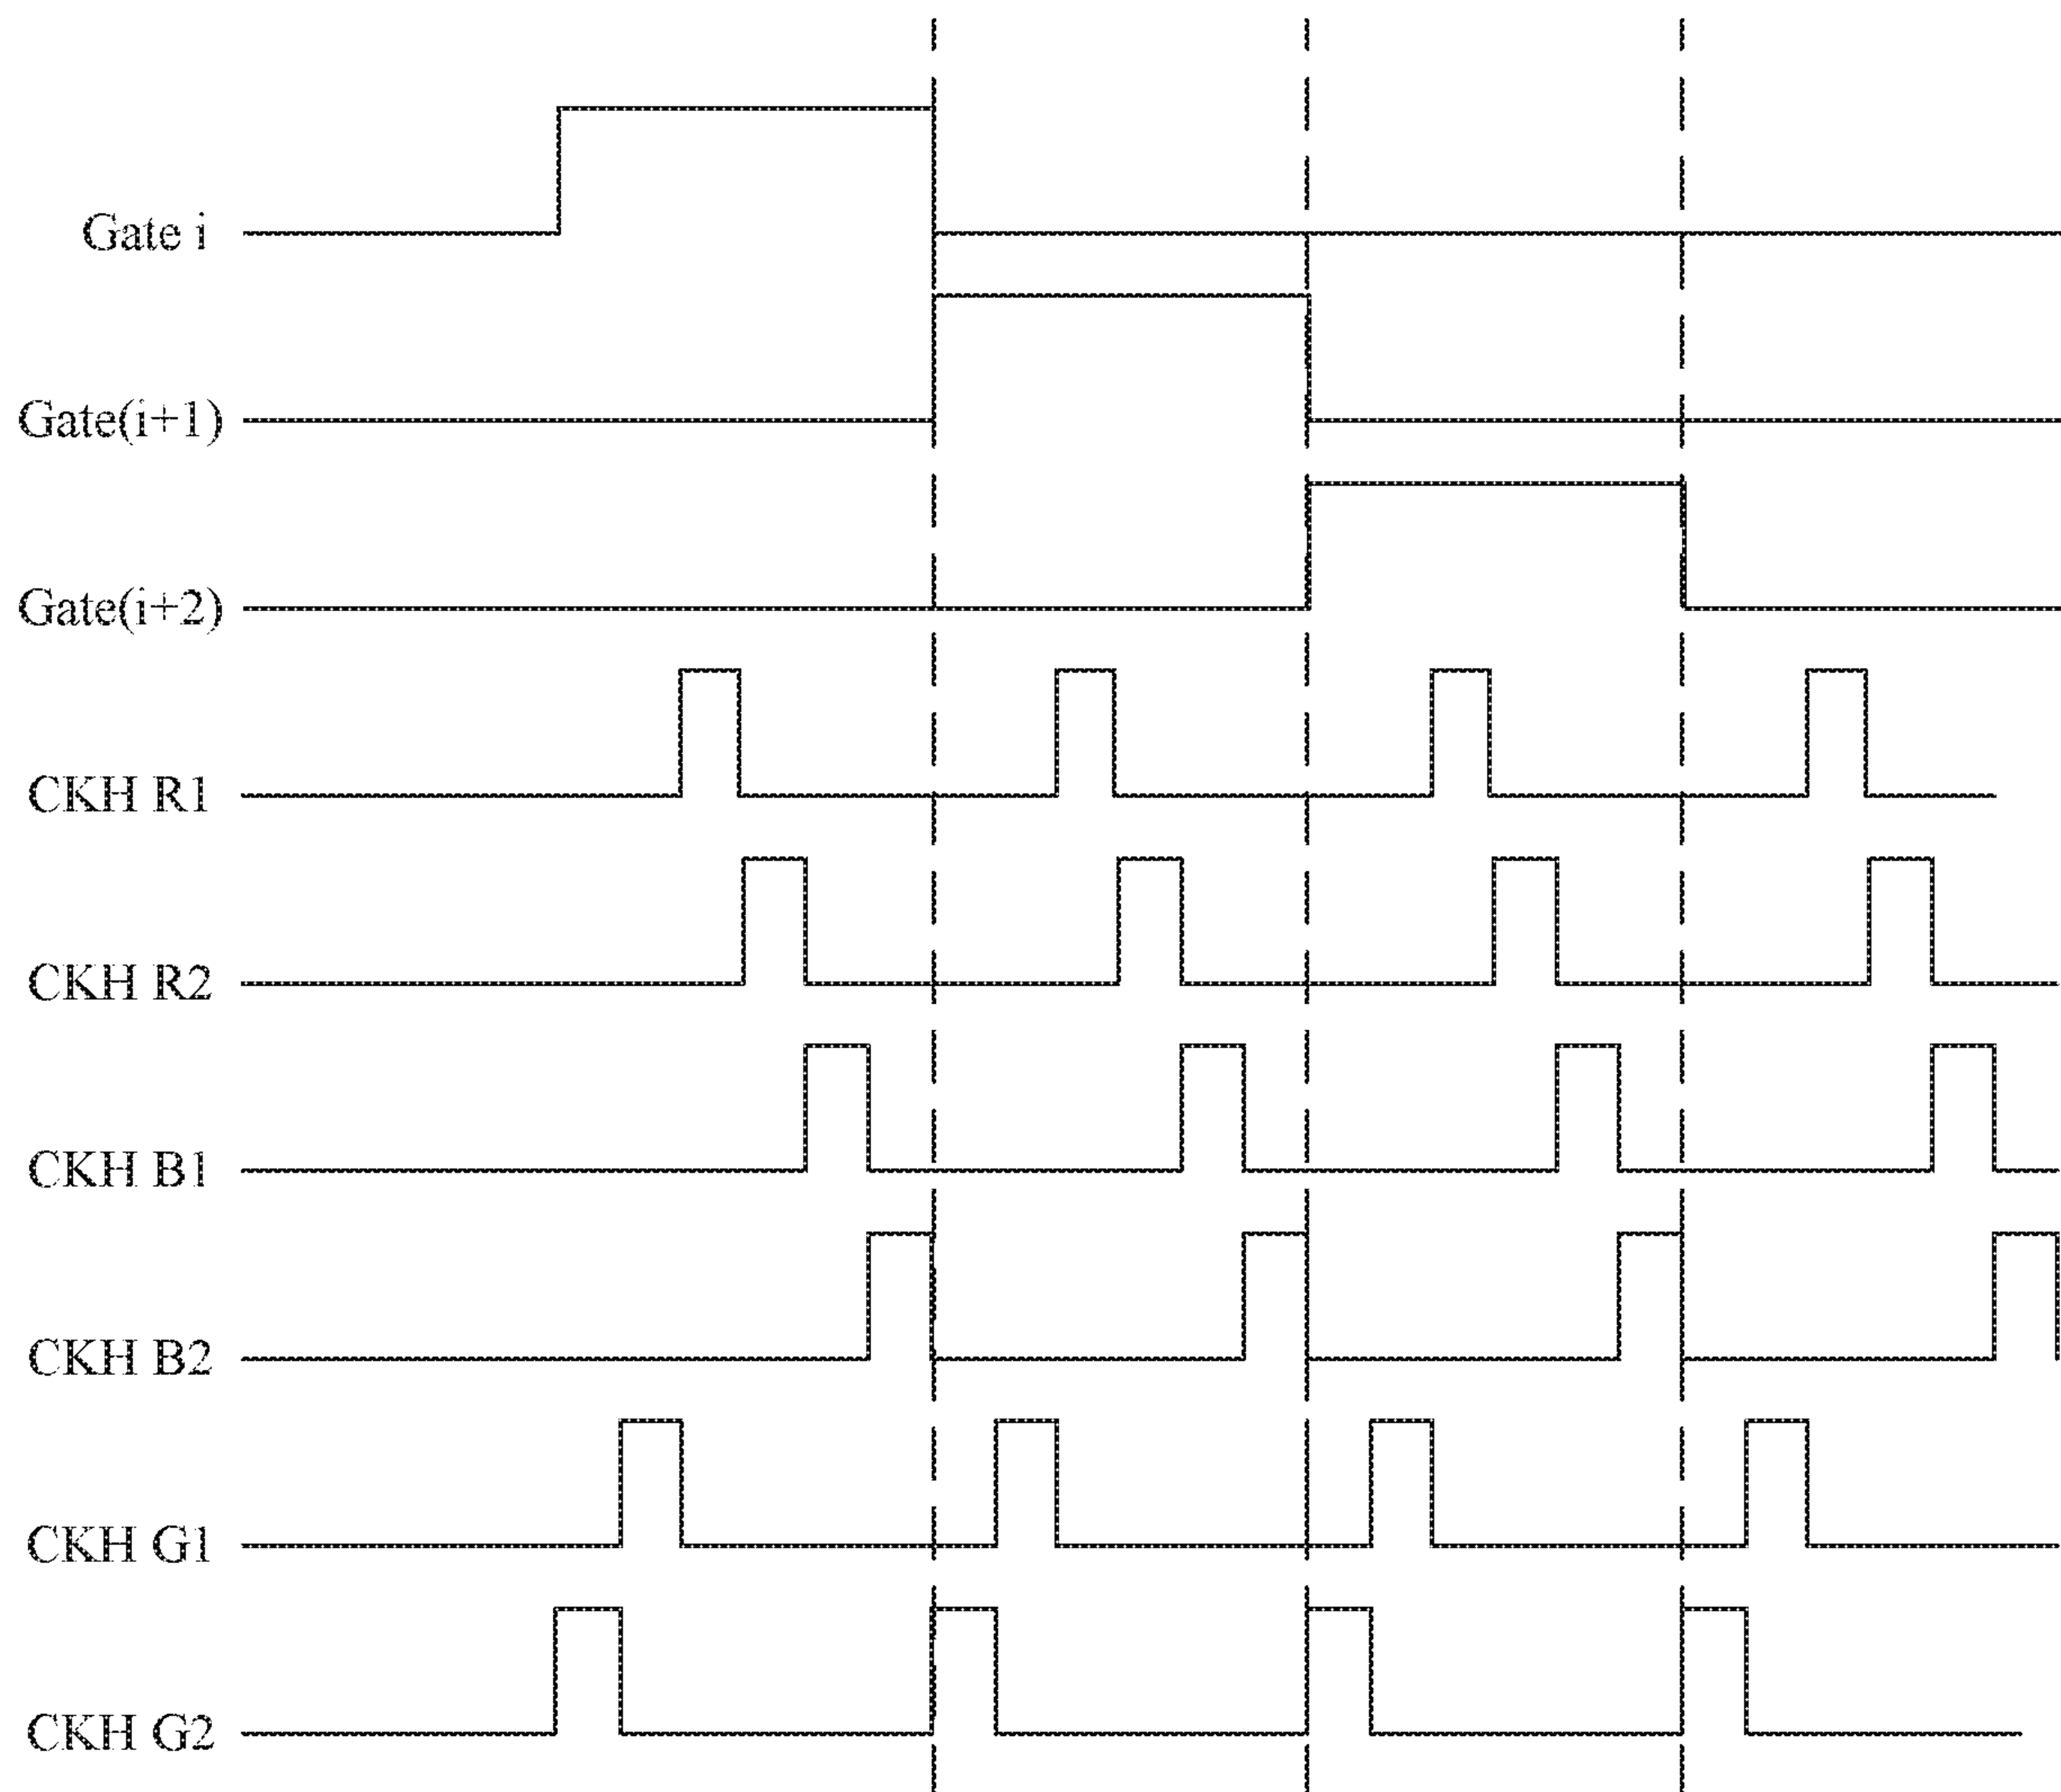 Gate i
Gate(i+1)
Gate(i+2)
CKH R1
CKH R2
CKH B1
CKH B2
CKH G1
CKH G2